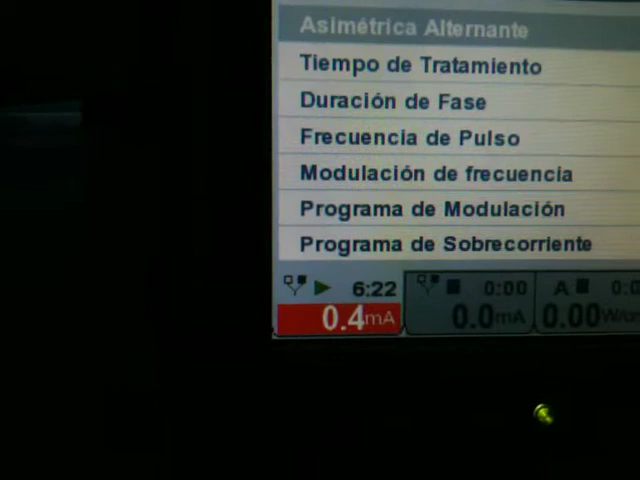 Asimétrica Alternante
Tiempo de Tratamiento
Duración de Fase
Frecuencia de Pulso
Modulación de frecuencia
Programa de Modulación
Programa de Sobrecorriente
6:22 0:00 A
0.4mA 0.0mA 0.00